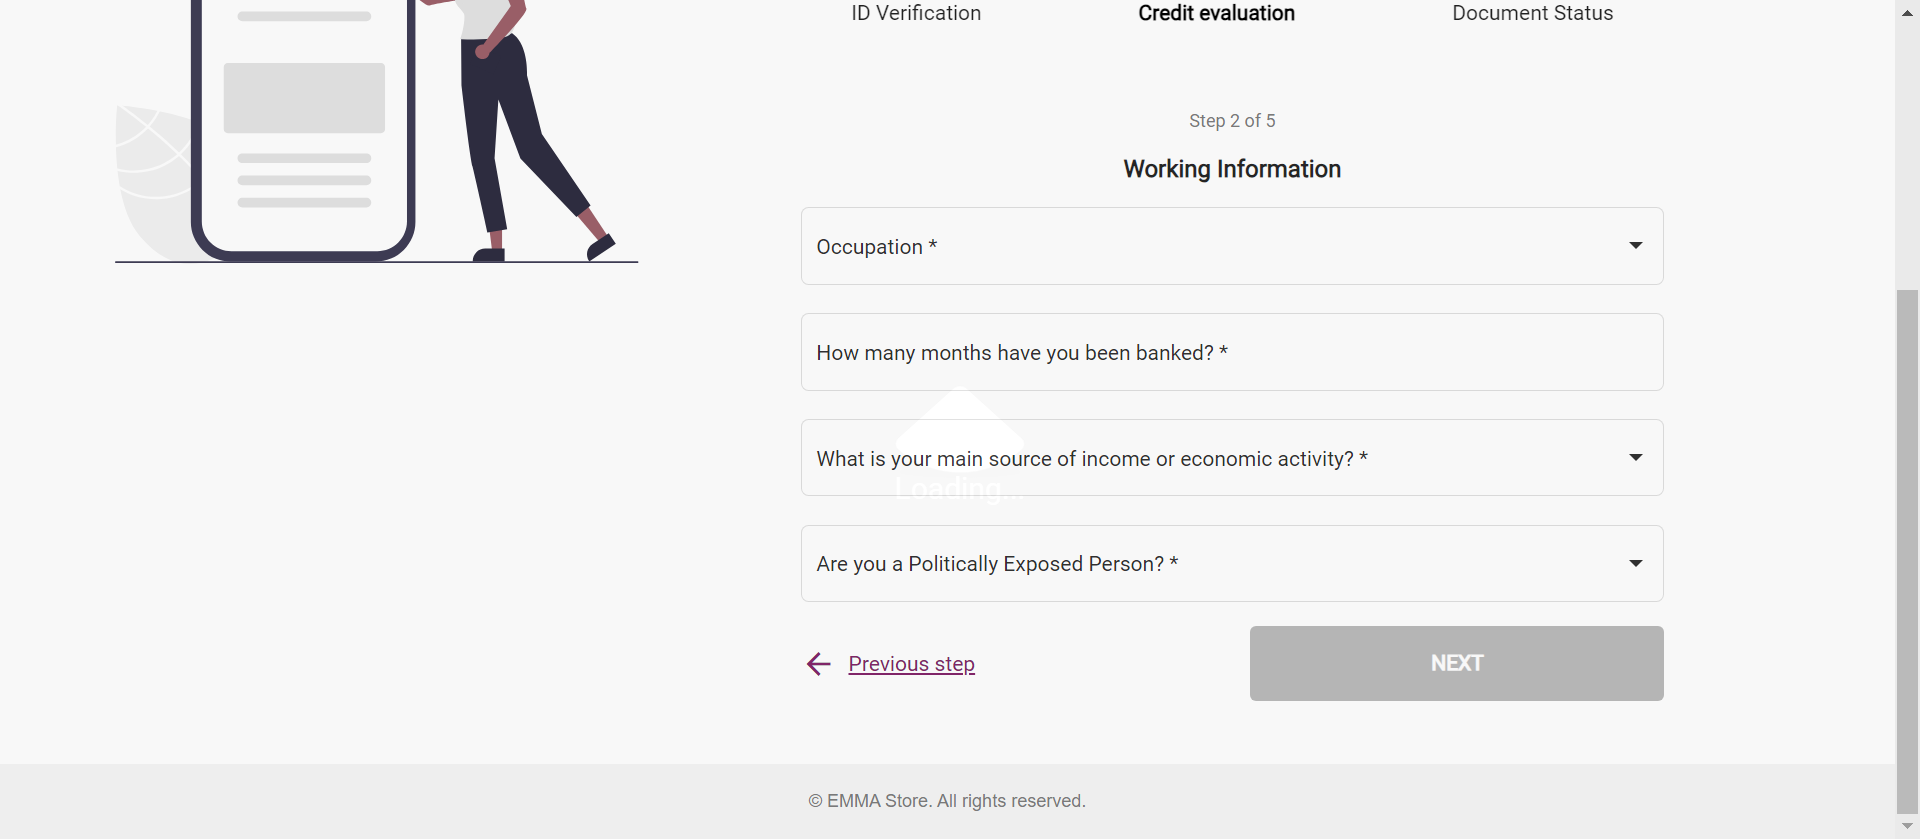 ID Verification
Credit evaluation
Document Status
Step 2 of 5
Working Information
Occupation *
How many months have you been banked? *
What is your main source of income or economic activity? *
Loading...
Are you a Politically Exposed Person? *
Previous step
NEXT
© EMMA Store. All rights reserved.